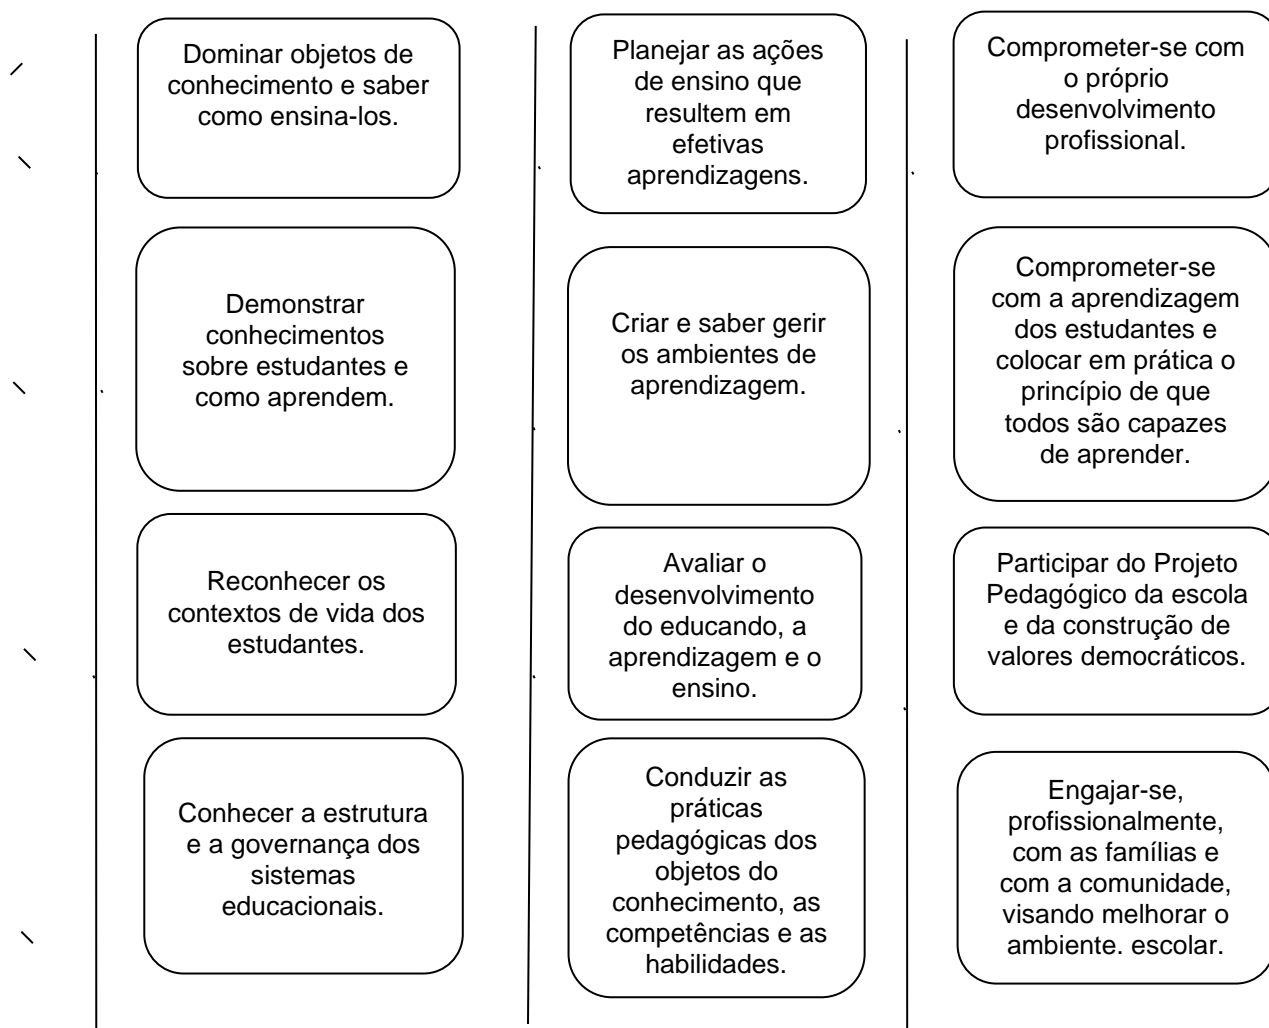 Dominar objetos de
conhecimento e saber
como ensina-los.
Demonstrar
conhecimentos
sobre estudantes e
como aprendem.
Reconhecer os
contextos de vida dos
estudantes.
Conhecer a estrutura
e a governança dos
sistemas
educacionais.
Planejar as ações
de ensino que
resultem em
efetivas
aprendizagens.
Criar e saber gerir
os ambientes de
aprendizagem.
Avaliar o
desenvolvimento
do educando, a
aprendizagem e o
ensino.
Conduzir as
práticas
pedagógicas dos
objetos do
conhecimento, as
competências e as
habilidades.
Comprometer-se com
o próprio
desenvolvimento
profissional.
Comprometer-se
com a aprendizagem
dos estudantes e
colocar em prática o
princípio de que
todos são capazes
de aprender.
Participar do Projeto
Pedagógico da escola
e da construção de
valores democráticos.
Engajar-se,
profissionalmente,
com as famílias e
com a comunidade,
visando melhorar o
ambiente. escolar.